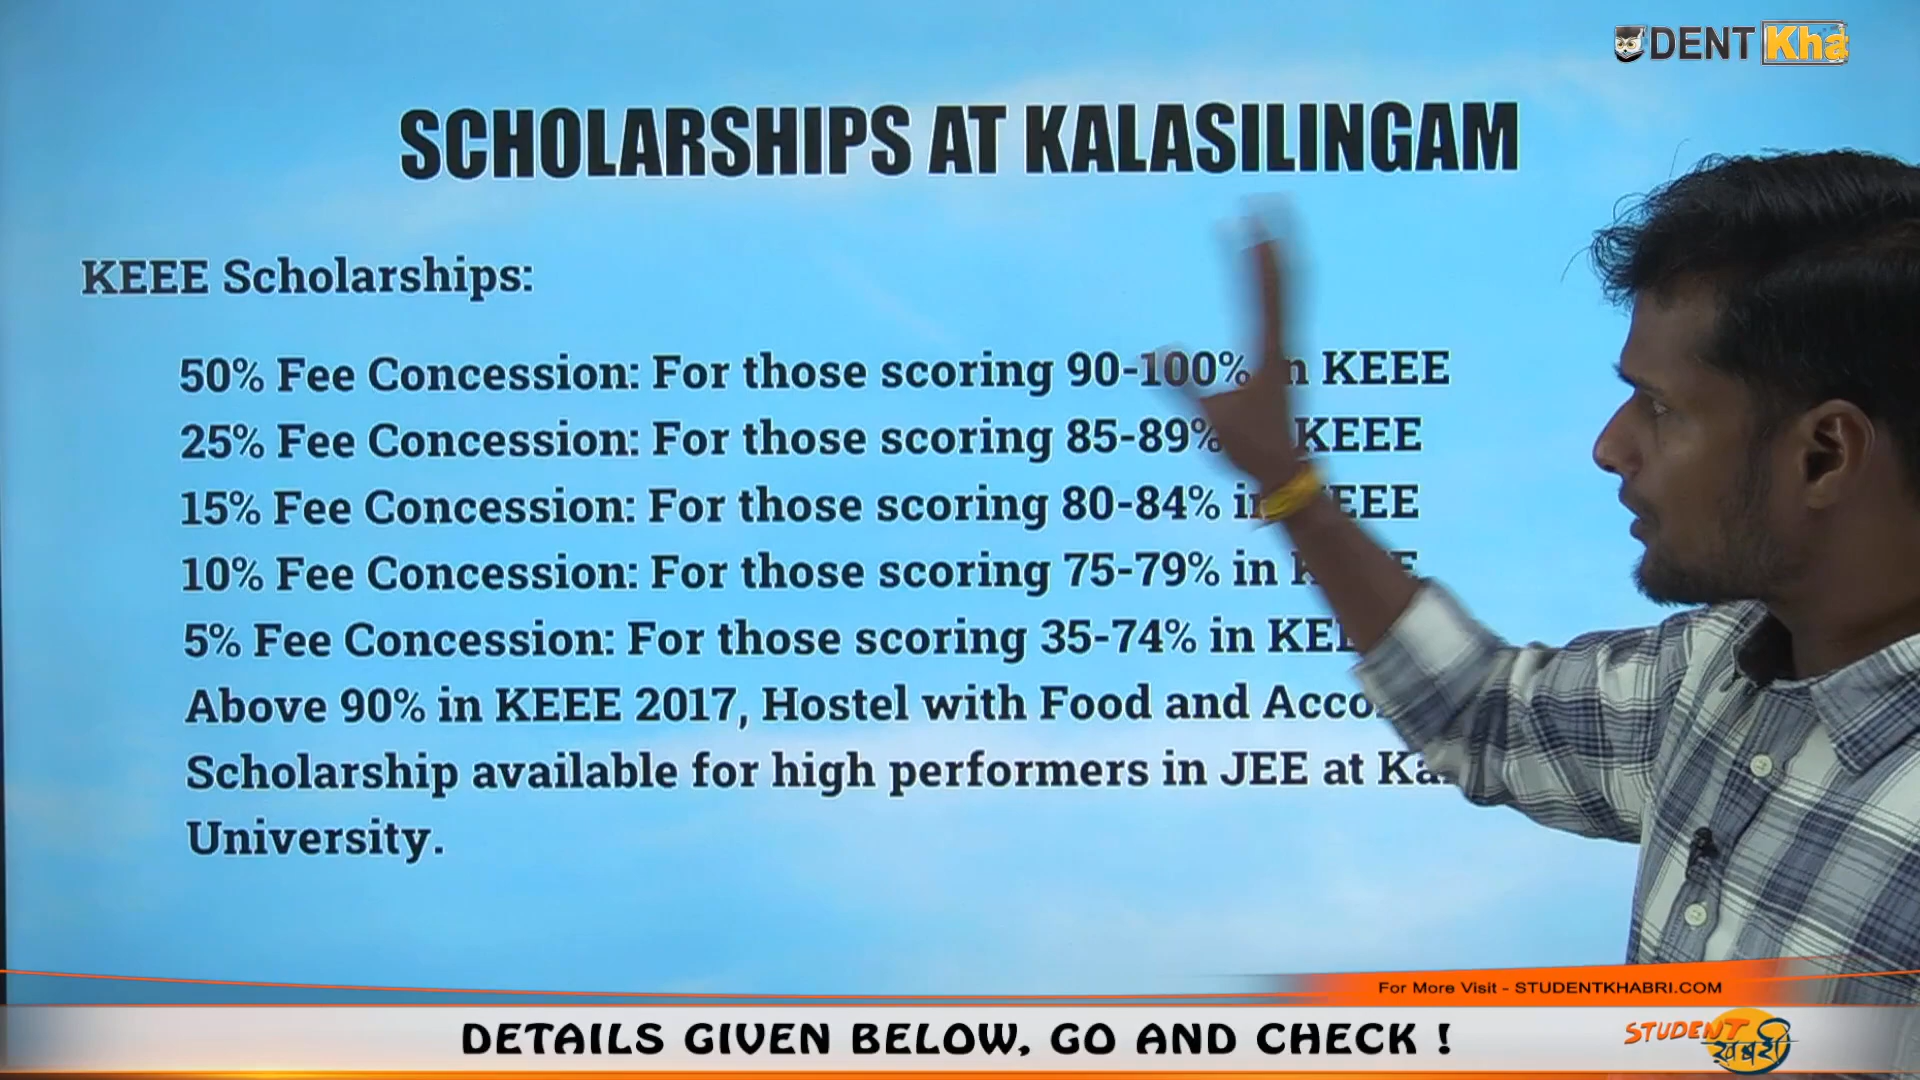 DENT Kha
SCHOLARSHIPS AT KALASILINGAM
KEEE Scholarships:
50% Fee Concession: For those scoring 90-100% in KEEE
25% Fee Concession: For those scoring 85-89% KEEE
15% Fee Concession: For those scoring 80-84% in KEEE
10% Fee Concession: For those scoring 75-79% in
5% Fee Concession: For those scoring 35-74% in
Above 90% in KEEE 2017, Hostel with Food and
Scholarship available for high performers in JEE at
University.
For More Visit - STUDENTKHABRI.COM
DETAILS GIVEN BELOW, GO AND CHECK !
STUDENT
खबरी